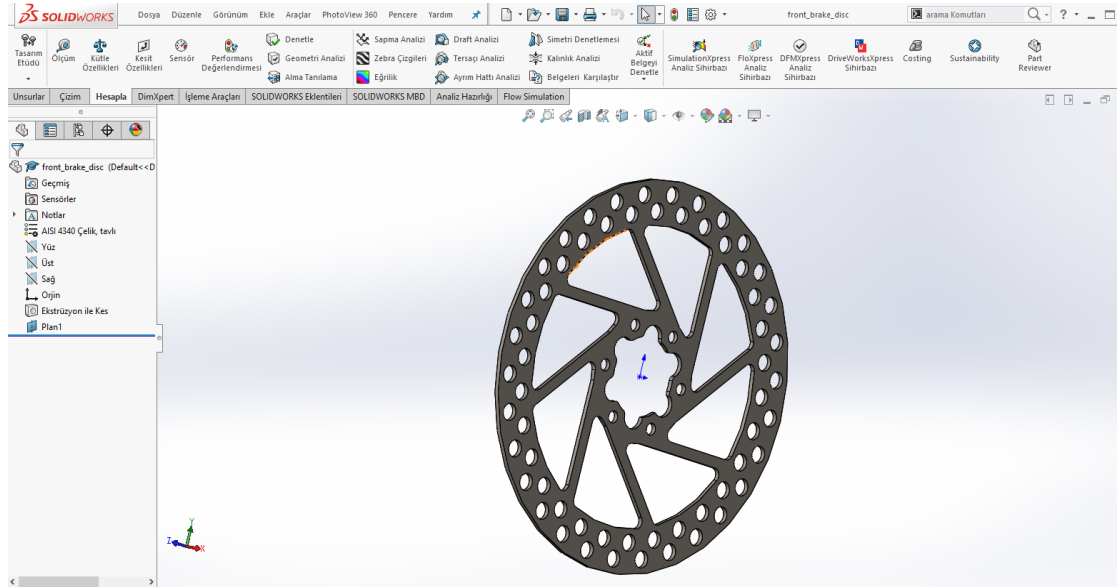 SOLIDWORKS Dosya Düzenle Görünüm Ekle Araçlar PhotoView 360 Pencere Yardım front_brake_disc arama Komutları
Tasarım Etüdü
Ölçüm
Kütle Özellikleri
Kesit Özellikleri
Sensör
Performans Değerlendirmesi
Denetle
Geometri Analizi
Alma Tanılama
Sapma Analizi
Zebra Çizgileri
Eğrilik
Draft Analizi
Tersaçı Analizi
Ayrım Hattı Analizi
Simetri Denetlemesi
Kalınlık Analizi
Belgeleri Karşılaştır
Aktif Belgeyi Denetle
SimulationXpress Analiz Sihirbazı
FloXpress Analiz Sihirbazı
DFMXpress Analiz Sihirbazı
DriveWorksXpress Sihirbazı
Costing
Sustainability
Part Reviewer
Unsurlar Çizim Hesapla DimXpert İşleme Araçları SOLIDWORKS Eklentileri SOLIDWORKS MBD Analiz Hazırlığı Flow Simulation
front_brake_disc (Default<<D
Geçmiş
Sensörler
Notlar
AISI 4340 Çelik, tavlı
Yüz
Üst
Sağ
Orjin
Ekstrüzyon ile Kes
Plan1
Y
Z
X